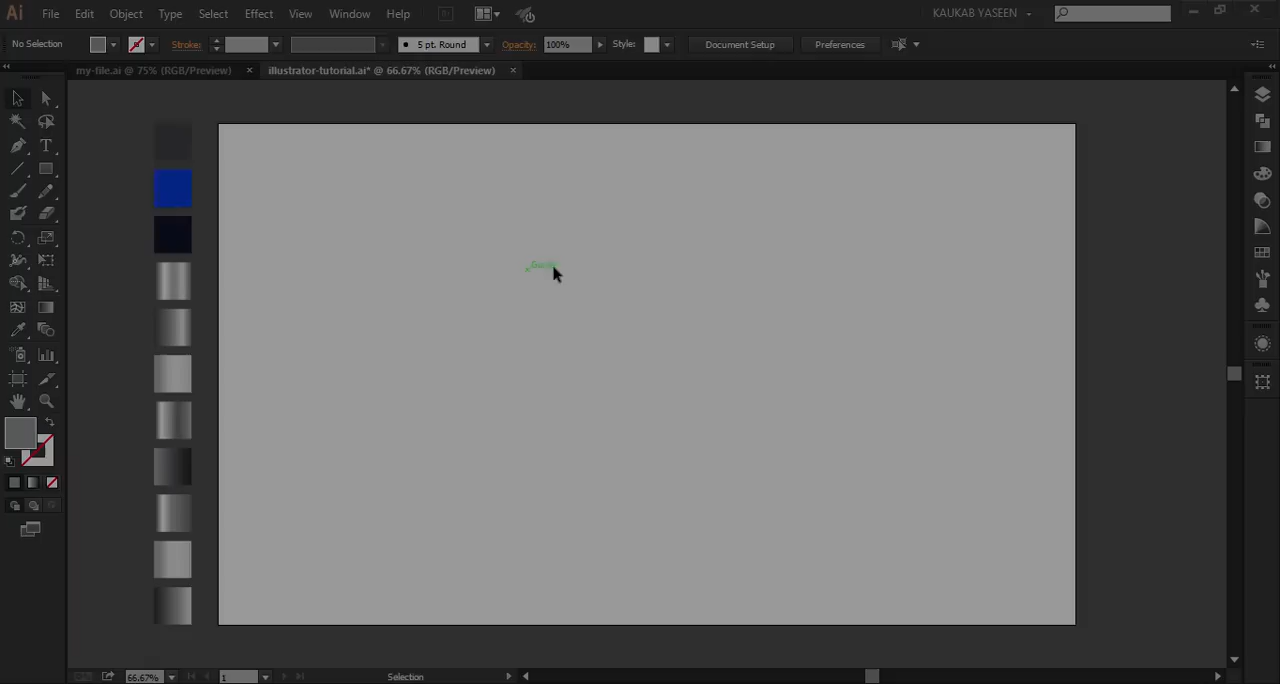 Ai File Edit Object Type Select Effect View Window Help Br KAUKAB YASEEN
No Selection Stroke: 5 pt. Round Opacity: 100% Style: Document Setup Preferences
my-file.ai @ 75% (RGB/Preview) × illustrator-tutorial.ai* @ 66.67% (RGB/Preview) ×
T
66.67% 1 Selection